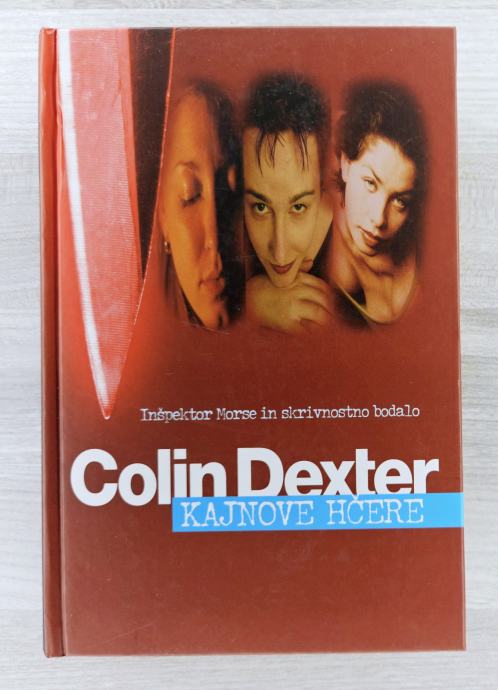 Inšpektor Morse in skrivnostno bodalo
Colin Dexter
KAJNOVE HČERE